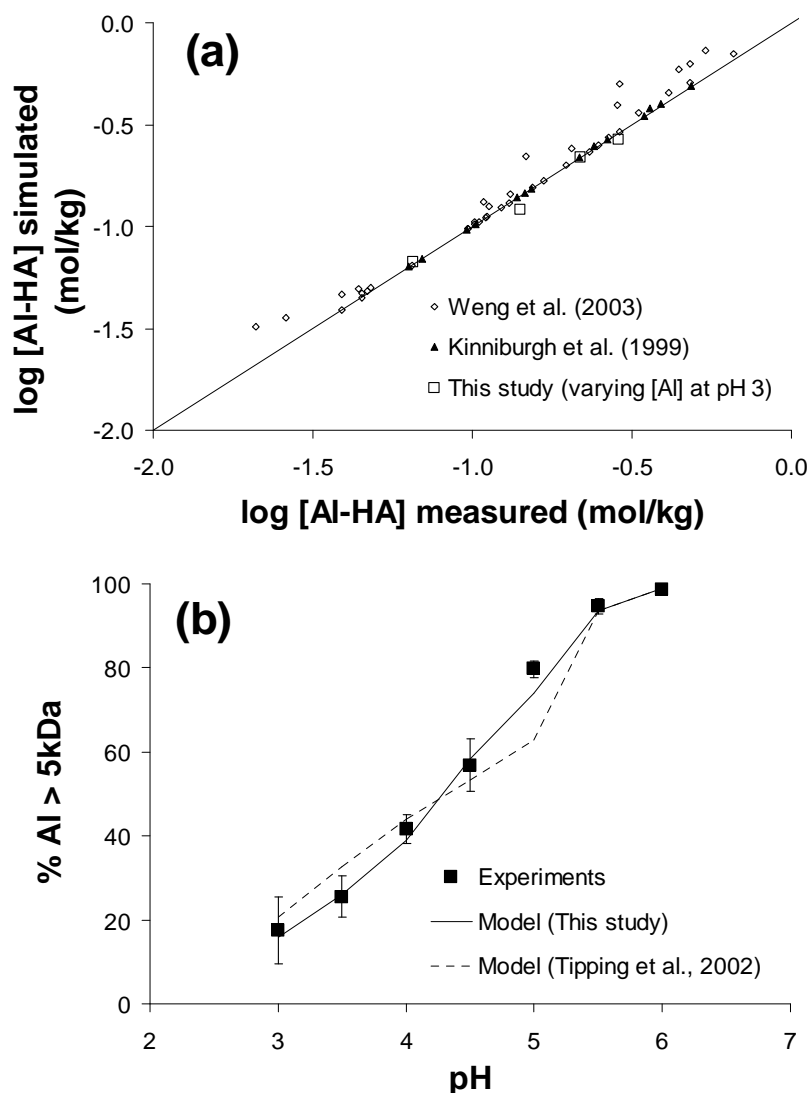 (a)
log [Al-HA] simulated
(mol/kg)
0.0
-0.5
-1.0
-1.5
-2.0
Weng et al. (2003)
Kinniburgh et al. (1999)
This study (varying [Al] at pH 3)
-2.0 -1.5 -1.0 -0.5 0.0
log [Al-HA] measured (mol/kg)
(b)
% Al > 5kDa
100
80
60
40
20
0
Experiments
Model (This study)
Model (Tipping et al., 2002)
2 3 4 5 6 7
pH